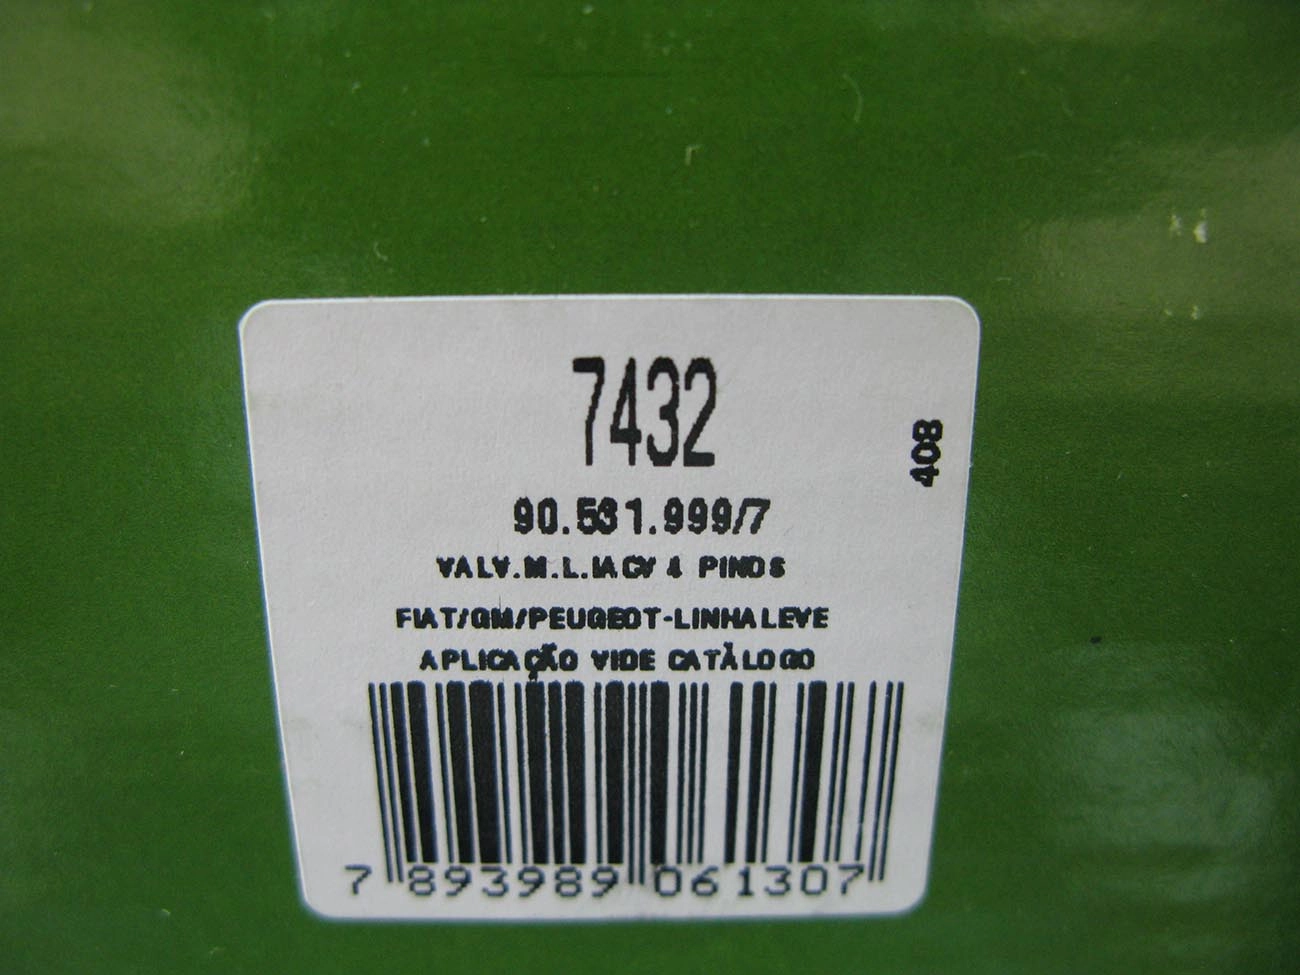 7432
408
90.531.999/7
VALV.M.L.IACV 4 PINOS
FIAT/GM/PEUGEOT-LINHA LEVE
APLICAÇÃO VIDE CATÀLOGO
7 893989 061307